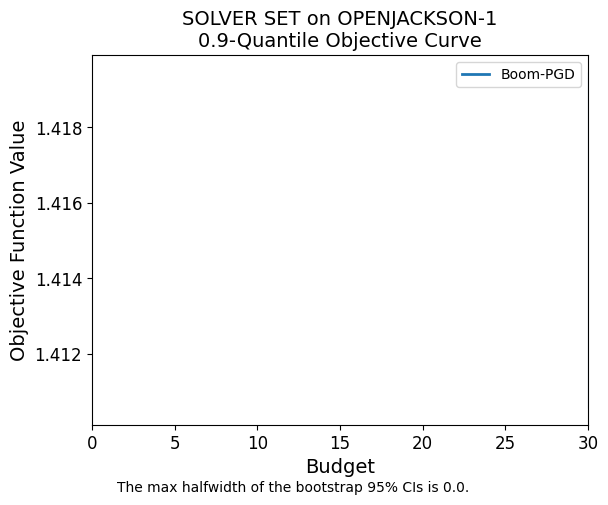 SOLVER SET on OPENJACKSON-1
0.9-Quantile Objective Curve
Boom-PGD
Objective Function Value
1.418
1.416
1.414
1.412
0 5 10 15 20 25 30
Budget
The max halfwidth of the bootstrap 95% CIs is 0.0.